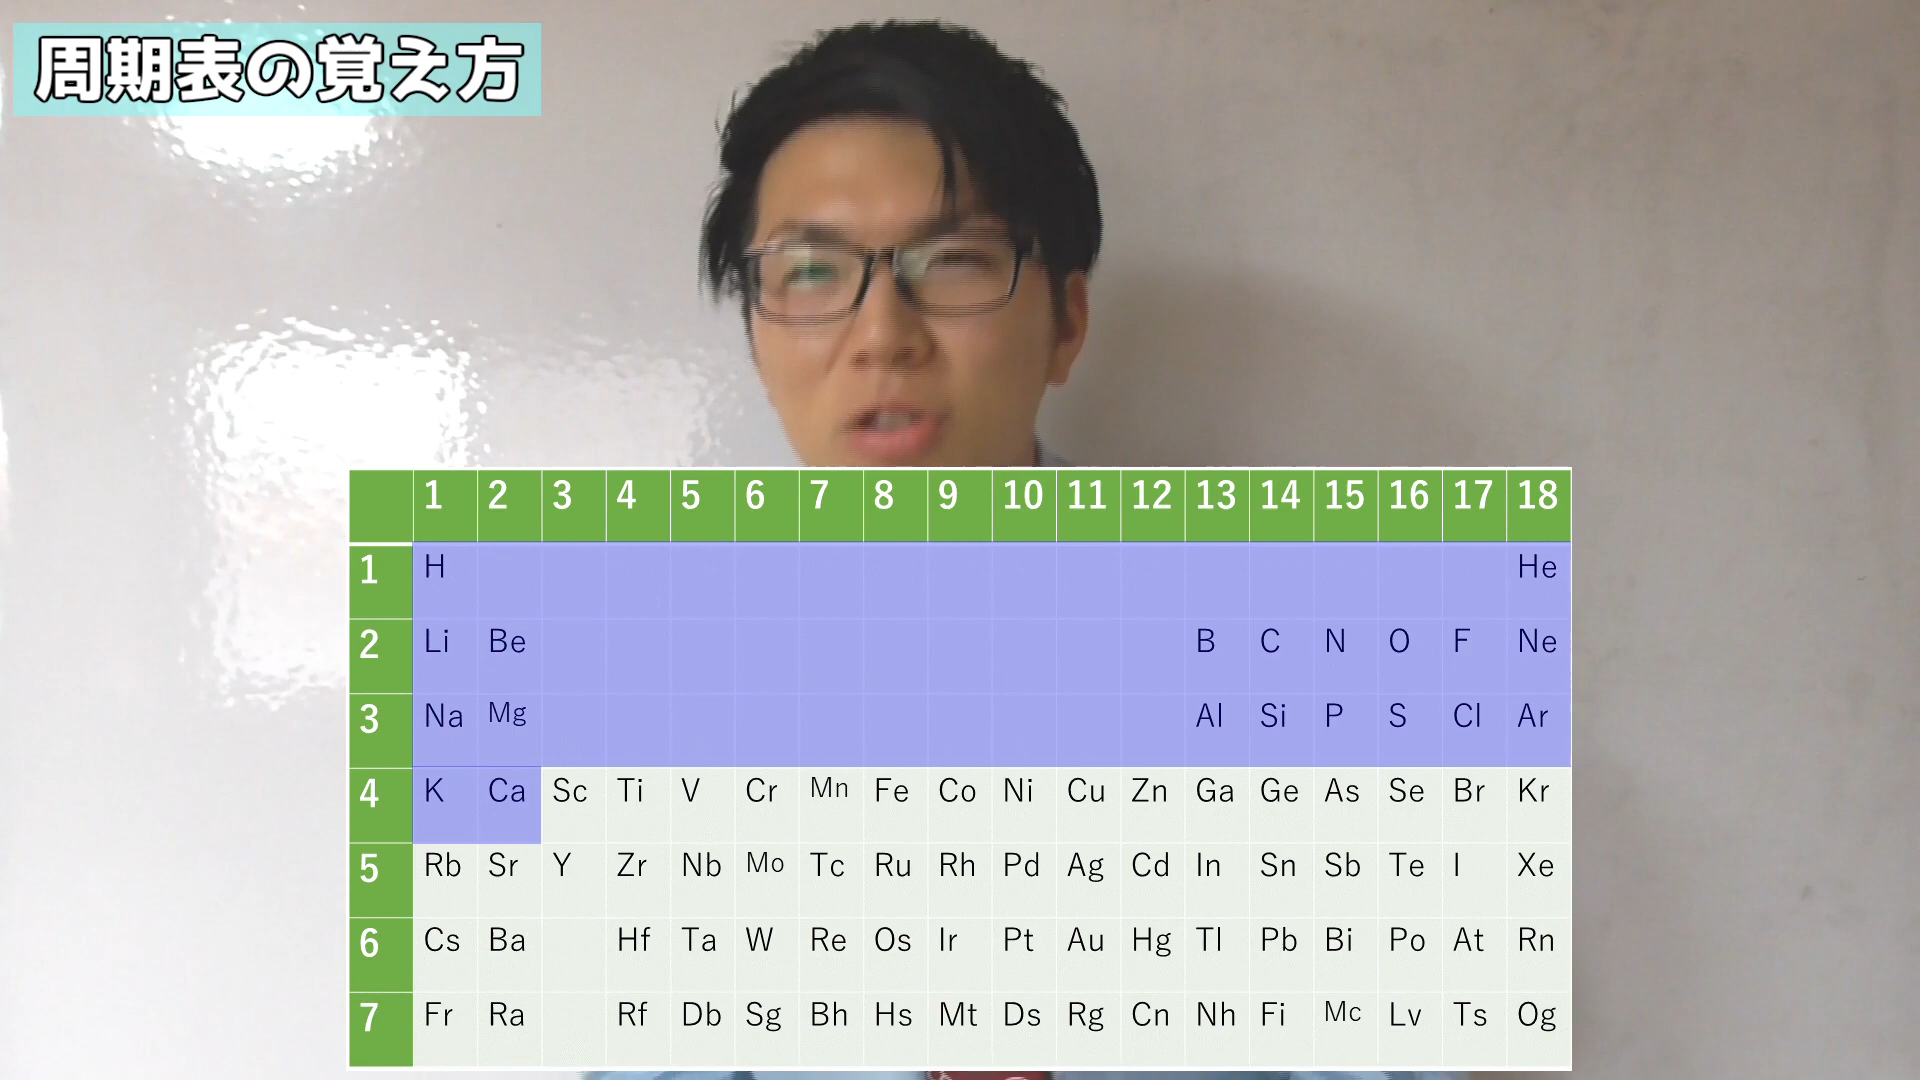 周期表の覚え方
1 2 3 4 5 6 7 8 9 10 11 12 13 14 15 16 17 18
1 H He
2 Li Be B C N O F Ne
3 Na Mg Al Si P S Cl Ar
4 K Ca Sc Ti V Cr Mn Fe Co Ni Cu Zn Ga Ge As Se Br Kr
5 Rb Sr Y Zr Nb Mo Tc Ru Rh Pd Ag Cd In Sn Sb Te I Xe
6 Cs Ba Hf Ta W Re Os Ir Pt Au Hg Tl Pb Bi Po At Rn
7 Fr Ra Rf Db Sg Bh Hs Mt Ds Rg Cn Nh Fi Mc Lv Ts Og